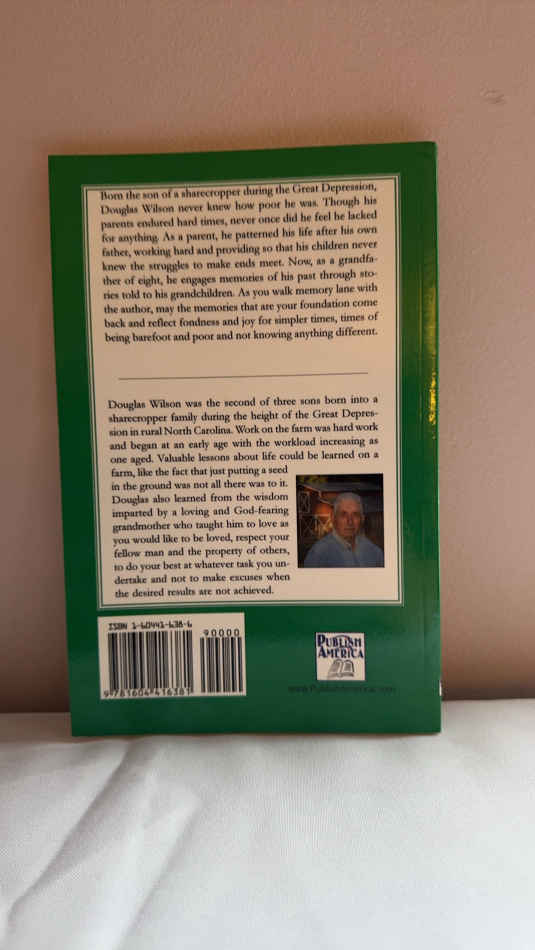 Born the son of a sharecropper during the Great Depression,
Douglas Wilson never knew how poor he was. Though his
parents endured hard times, never once did he feel he lacked
for anything. As a parent, he patterned his life after his own
father, working hard and providing so that his children never
knew the struggles to make ends meet. Now, as a grandfa-
ther of eight, he engages memories of his past through sto-
ries told to his grandchildren. As you walk memory lane with
the author, may the memories that are your foundation come
back and reflect fondness and joy for simpler times, times of
being barefoot and poor and not knowing anything different.
Douglas Wilson was the second of three sons born into a
sharecropper family during the height of the Great Depres-
sion in rural North Carolina. Work on the farm was hard work
and began at an early age with the workload increasing as
one aged. Valuable lessons about life could be learned on a
farm, like the fact that just putting a seed
in the ground was not all there was to it.
Douglas also learned from the wisdom
imparted by a loving and God-fearing
grandmother who taught him to love as
you would like to be loved, respect your
fellow man and the property of others,
to do your best at whatever task you un-
dertake and not to make excuses when
the desired results are not achieved.
ISBN 1-60441-638-6
90000
9781604416381
PUBLISH
AMERICA
www.PublishAmerica.com